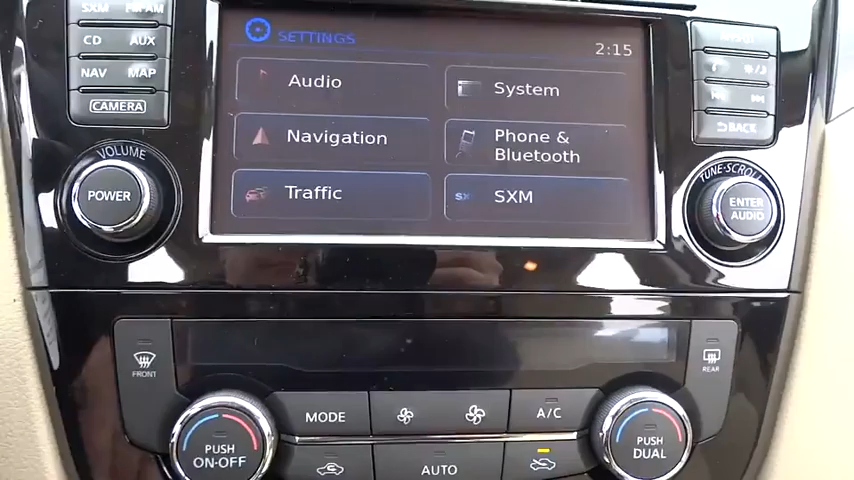 SXM FM·AM
CD AUX
NAV MAP
CAMERA
VOLUME
POWER
SETTINGS
2:15
Audio
System
Navigation
Phone &
Bluetooth
Traffic
SXM
SXM
BACK
TUNE·SCROLL
ENTER
AUDIO
FRONT
REAR
MODE
A/C
PUSH
ON·OFF
AUTO
PUSH
DUAL